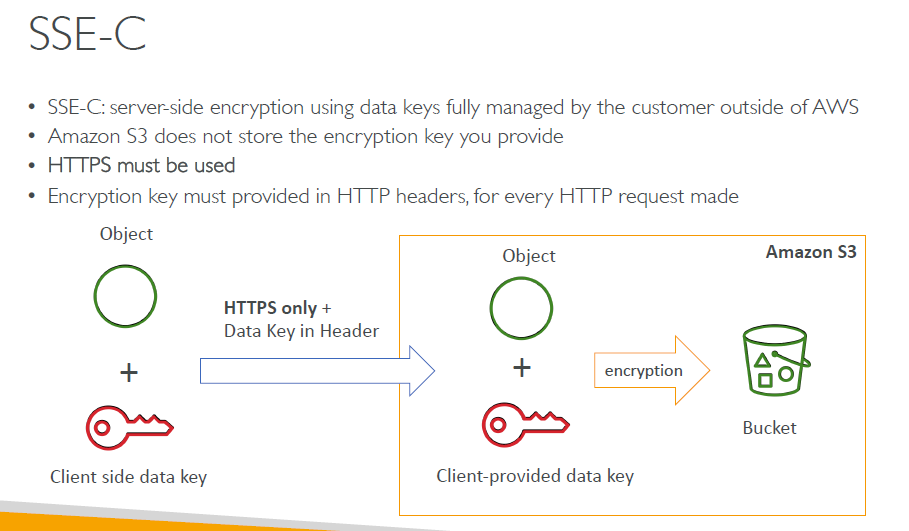 SSE-C
• SSE-C: server-side encryption using data keys fully managed by the customer outside of AWS
• Amazon S3 does not store the encryption key you provide
• HTTPS must be used
• Encryption key must provided in HTTP headers, for every HTTP request made
Object
Amazon S3
Object
HTTPS only +
Data Key in Header
+
+
encryption
Bucket
Client side data key
Client-provided data key